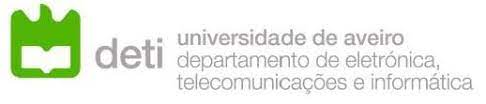 deti
universidade de aveiro
departamento de eletrónica,
telecomunicações e informática